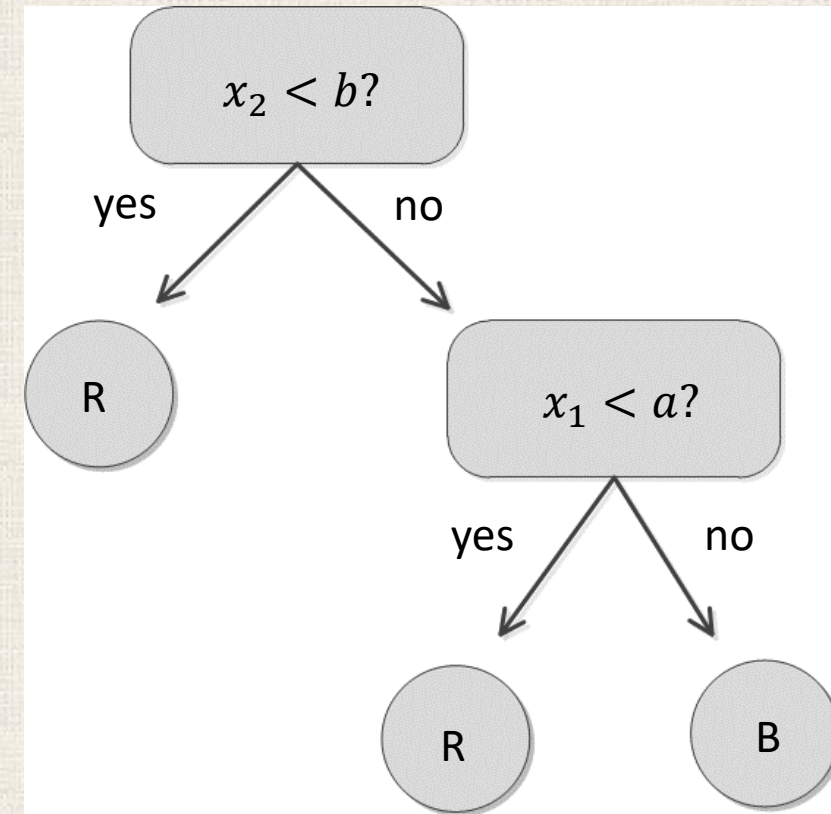 x₂ < b?
yes
no
R
x₁ < a?
yes
no
R
B